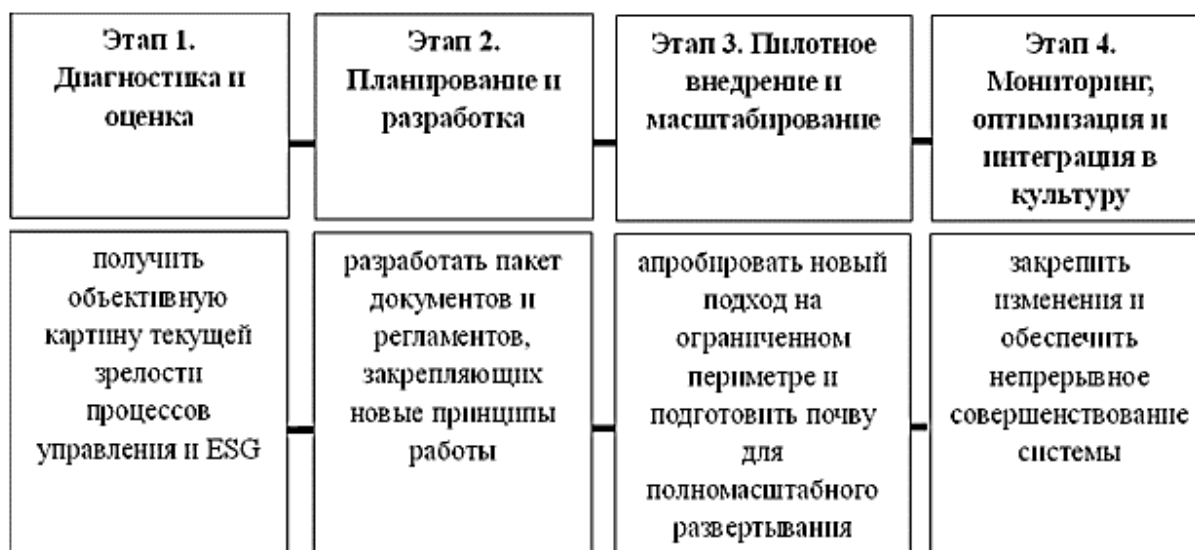 Этап 1.
Диагностика и
оценка
Этап 2.
Планирование и
разработка
Этап 3. Пилотное
внедрение и
масштабирование
Этап 4.
Мониторинг,
оптимизация и
интеграция в
культуру
получить
объективную
картину текущей
зрелости
процессов
управления и ESG
разработать пакет
документов и
регламентов,
закрепляющих
новые принципы
работы
апробировать новый
подход на
ограниченном
периметре и
подготовить почву
для
полномасштабного
развертывания
закрепить
изменения и
обеспечить
непрерывное
совершенствование
системы